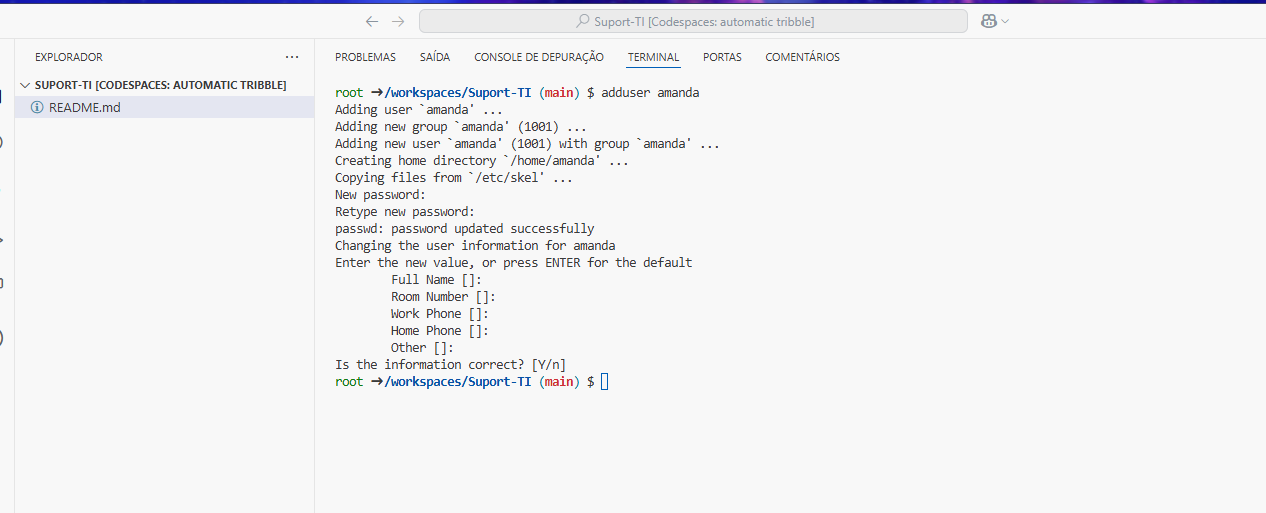 Suport-TI [Codespaces: automatic tribble]
EXPLORADOR
SUPORT-TI [CODESPACES: AUTOMATIC TRIBBLE]
README.md
PROBLEMAS SAÍDA CONSOLE DE DEPURAÇÃO TERMINAL PORTAS COMENTÁRIOS
root ➜/workspaces/Suport-TI (main) $ adduser amanda
Adding user `amanda' ...
Adding new group `amanda' (1001) ...
Adding new user `amanda' (1001) with group `amanda' ...
Creating home directory `/home/amanda' ...
Copying files from `/etc/skel' ...
New password:
Retype new password:
passwd: password updated successfully
Changing the user information for amanda
Enter the new value, or press ENTER for the default
Full Name []:
Room Number []:
Work Phone []:
Home Phone []:
Other []:
Is the information correct? [Y/n]
root ➜/workspaces/Suport-TI (main) $